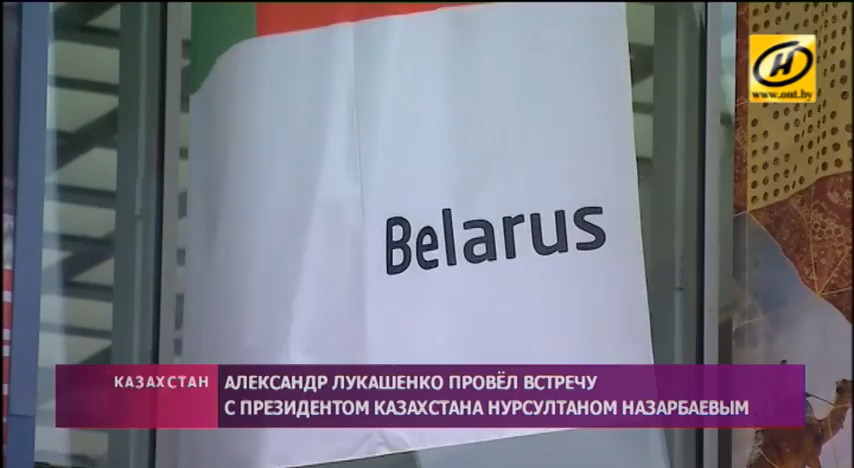 www.ont.by
Belarus
КАЗАХСТАН
АЛЕКСАНДР ЛУКАШЕНКО ПРОВЁЛ ВСТРЕЧУ
С ПРЕЗИДЕНТОМ КАЗАХСТАНА НУРСУЛТАНОМ НАЗАРБАЕВЫМ